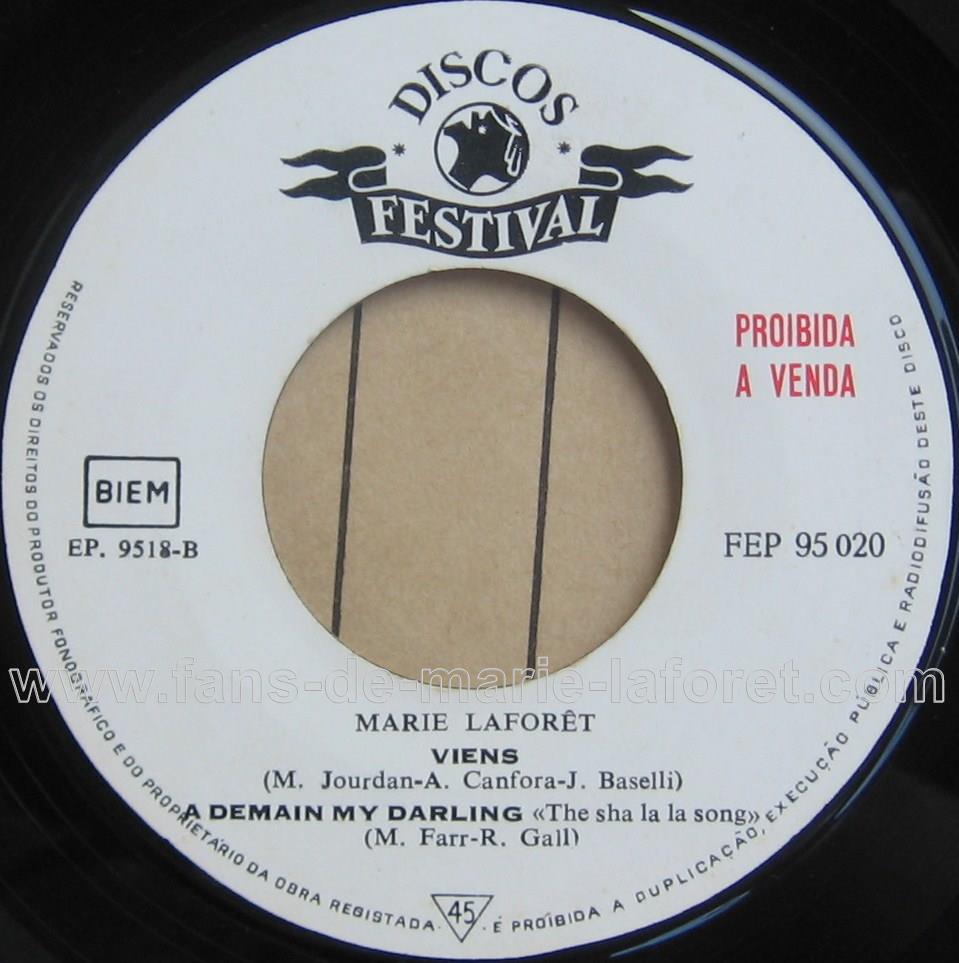 DISCOS
FESTIVAL
PROIBIDA
A VENDA
BIEM
EP. 9518-B
FEP 95 020
MARIE LAFORÊT
VIENS
(M. Jourdan-A. Canfora-J. Baselli)
A DEMAIN MY DARLING «The sha la la song»
(M. Farr-R. Gall)
45
RESERVADOS OS DIREITOS DO PRODUTOR FONOGRÁFICO E DO PROPRIETÁRIO DA OBRA REGISTADA. É PROÍBIDA A DUPLICAÇÃO, EXECUÇÃO PÚBLICA E RADIODIFUSÃO DESTE DISCO
www.fans-de-marie-laforet.com